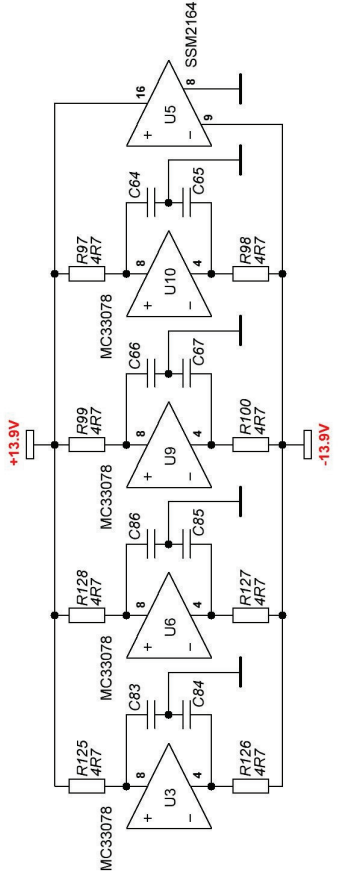 +13.9V
R125
4R7
MC33078
8
U3
+
−
4
C83
C84
R126
4R7
R128
4R7
MC33078
8
U6
+
−
4
C86
C85
R127
4R7
R99
4R7
MC33078
8
U9
+
−
4
C66
C67
R100
4R7
R97
4R7
MC33078
8
U10
+
−
4
C64
C65
R98
4R7
16
U5
+
−
8
9
SSM2164
-13.9V